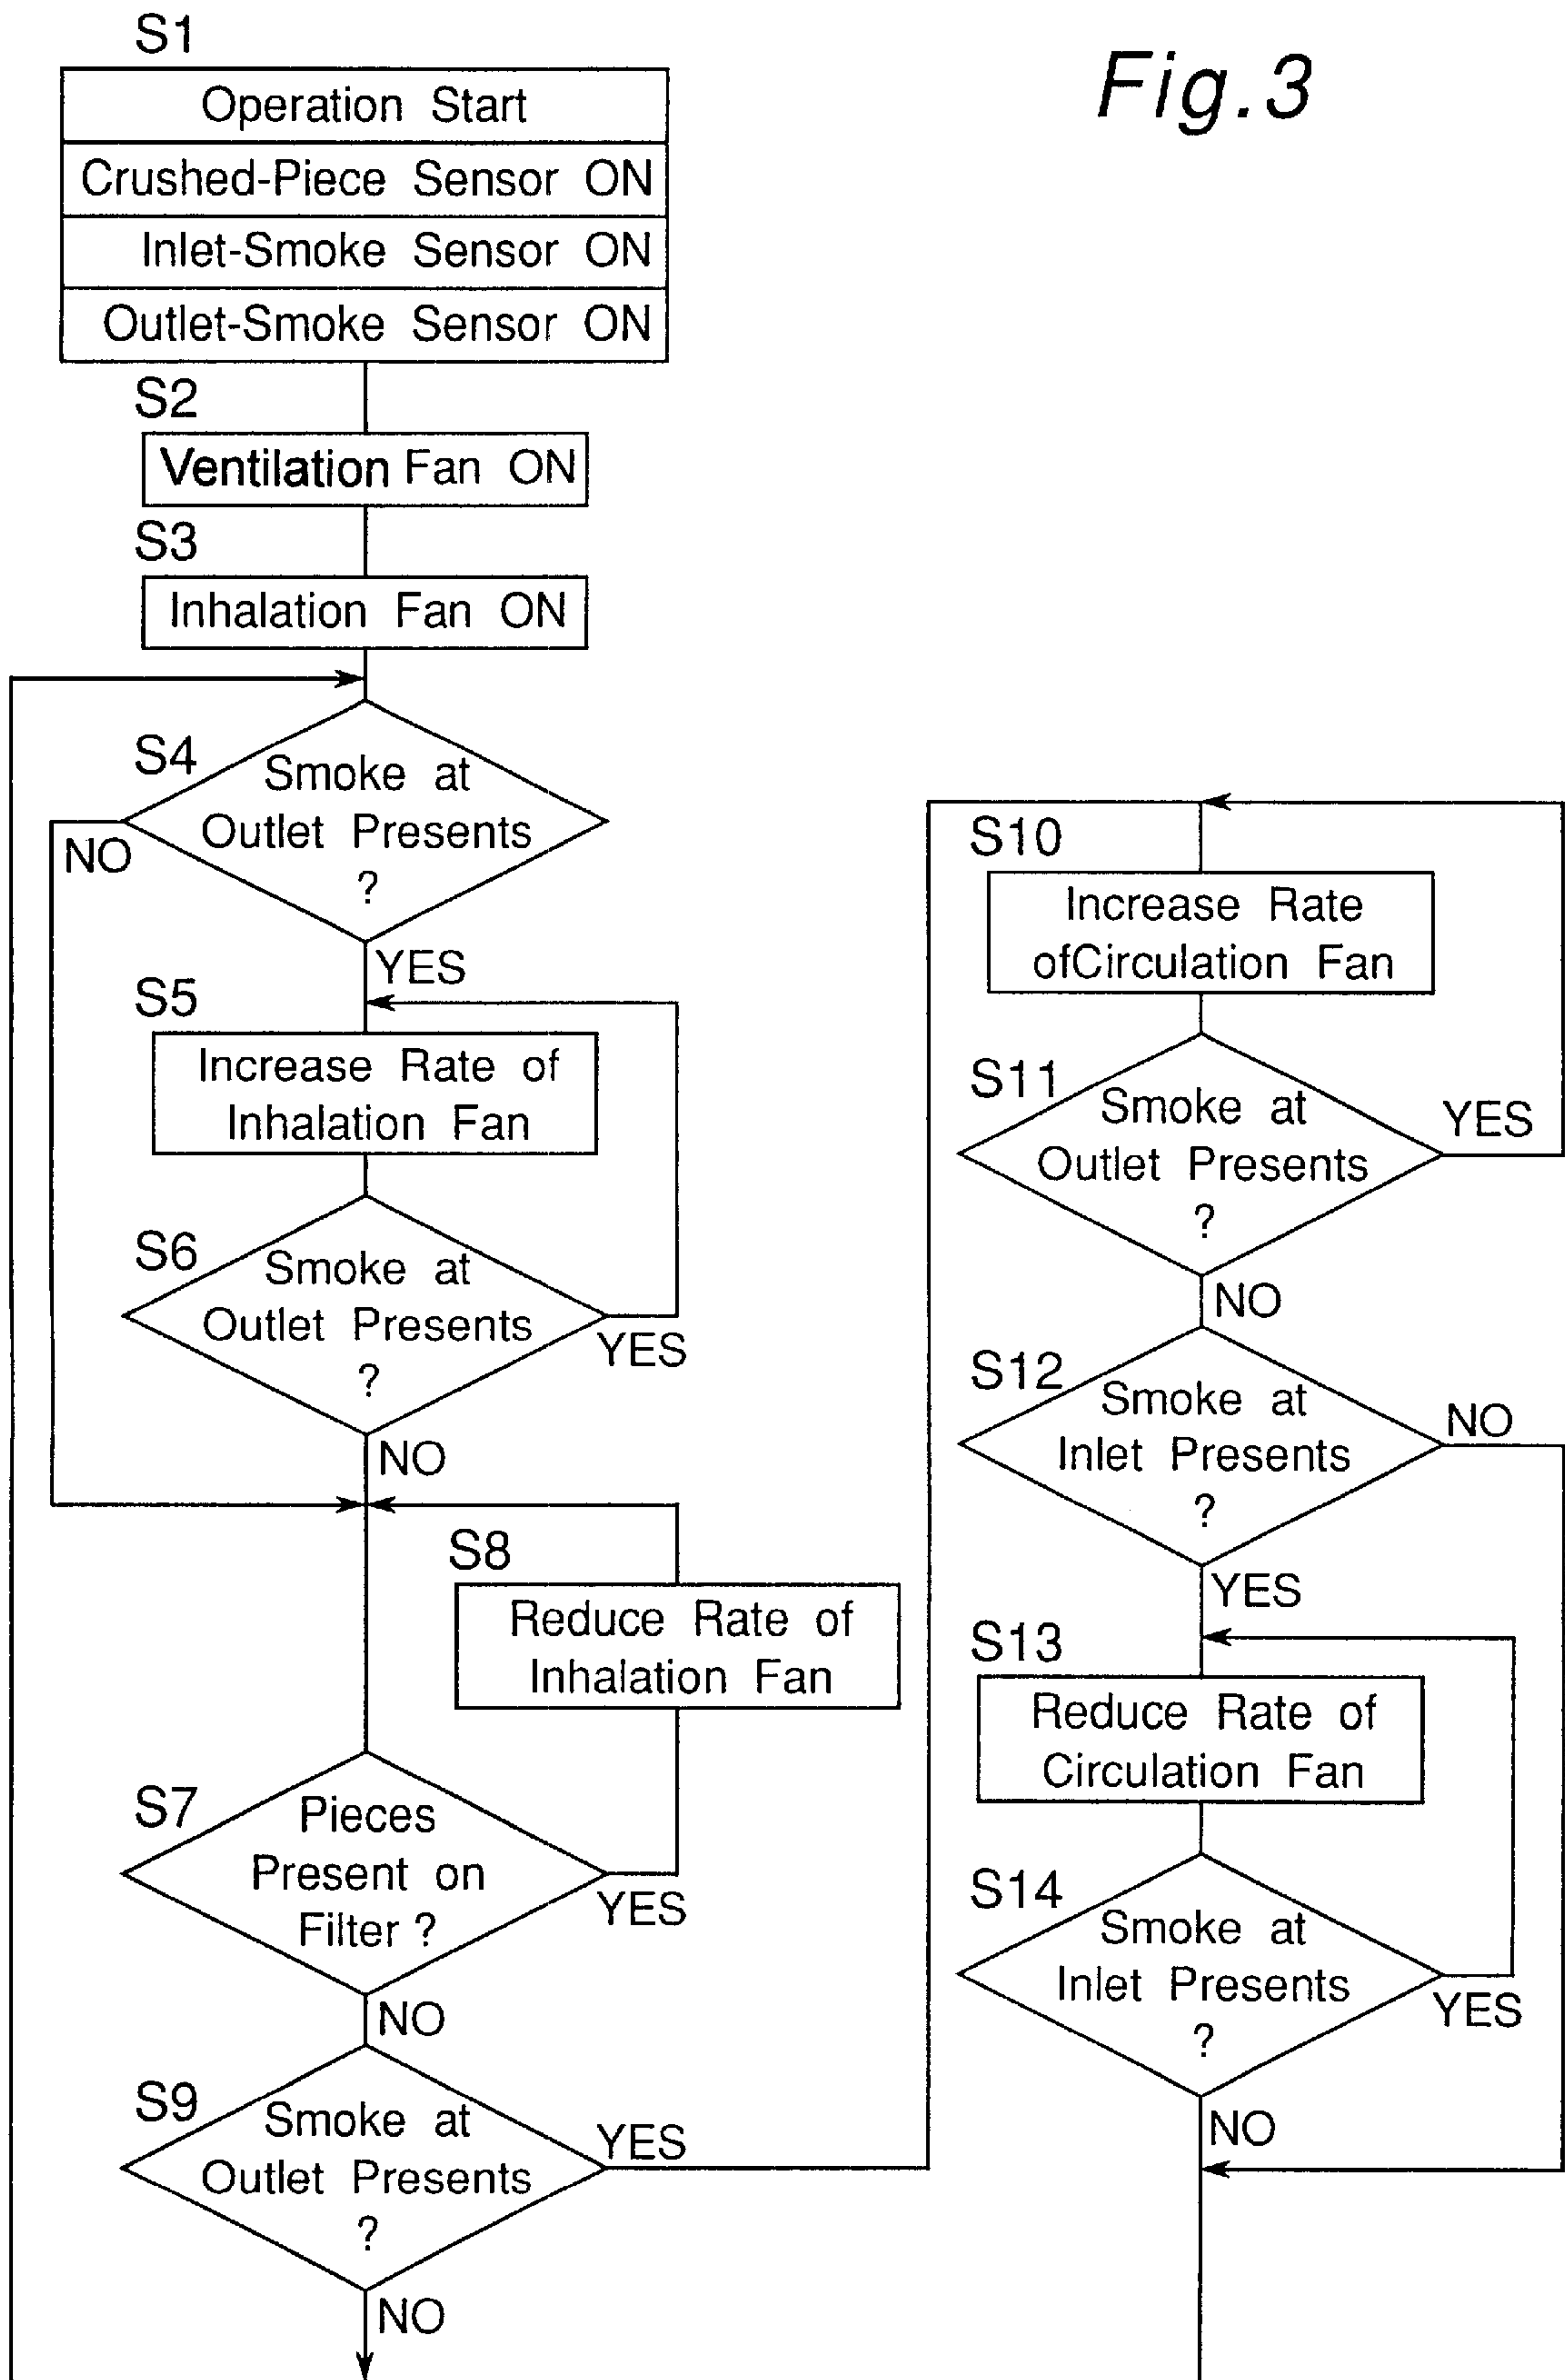 Fig.3
S1
Operation Start
Crushed-Piece Sensor ON
Inlet-Smoke Sensor ON
Outlet-Smoke Sensor ON
S2
Ventilation Fan ON
S3
Inhalation Fan ON
S4
Smoke at
Outlet Presents
?
NO
YES
S5
Increase Rate of
Inhalation Fan
S6
Smoke at
Outlet Presents
?
YES
NO
S8
Reduce Rate of
Inhalation Fan
S7
Pieces
Present on
Filter ?
YES
NO
S9
Smoke at
Outlet Presents
?
YES
NO
S10
Increase Rate
ofCirculation Fan
S11
Smoke at
Outlet Presents
?
YES
NO
S12
Smoke at
Inlet Presents
?
NO
YES
S13
Reduce Rate of
Circulation Fan
S14
Smoke at
Inlet Presents
?
YES
NO